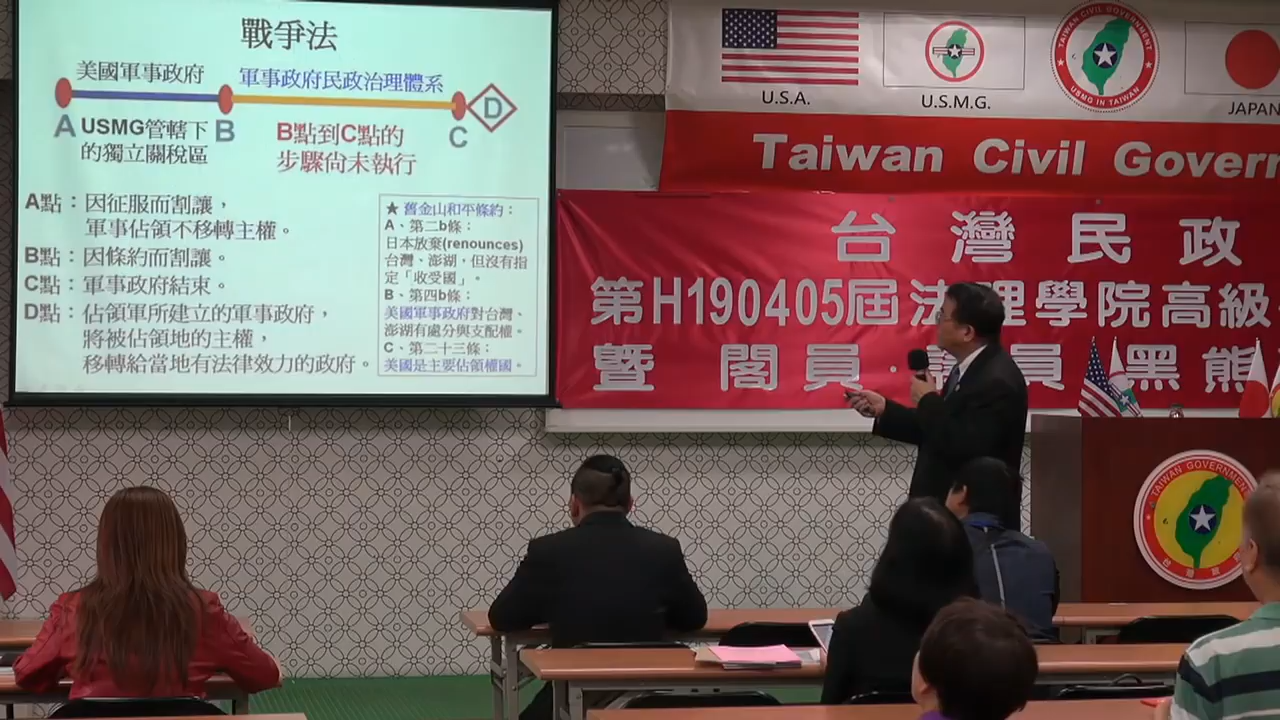 戰爭法
美國軍事政府
軍事政府民政治理體系
A
B
C
D
USMG管轄下
的獨立關稅區
B點到C點的
步驟尚未執行
A點：因征服而割讓，
軍事佔領不移轉主權。
B點：因條約而割讓。
C點：軍事政府結束。
D點：佔領軍所建立的軍事政府，
將被佔領地的主權，
移轉給當地有法律效力的政府。
★ 舊金山和平條約：
A、第二b條：
日本放棄(renounces)
台灣、澎湖，但沒有指
定「收受國」。
B、第四b條：
美國軍事政府對台灣、
澎湖有處分與支配權。
C、第二十三條：
美國是主要佔領權國。
U.S.A.
U.S.M.G.
TAIWAN CIVIL GOVERNMENT
USMG IN TAIWAN
JAPAN
Taiwan Civil Govern
台灣民政
第H190405屆法理學院高級
暨 閣員‧議員 黑熊
TAIWAN GOVERNMENT